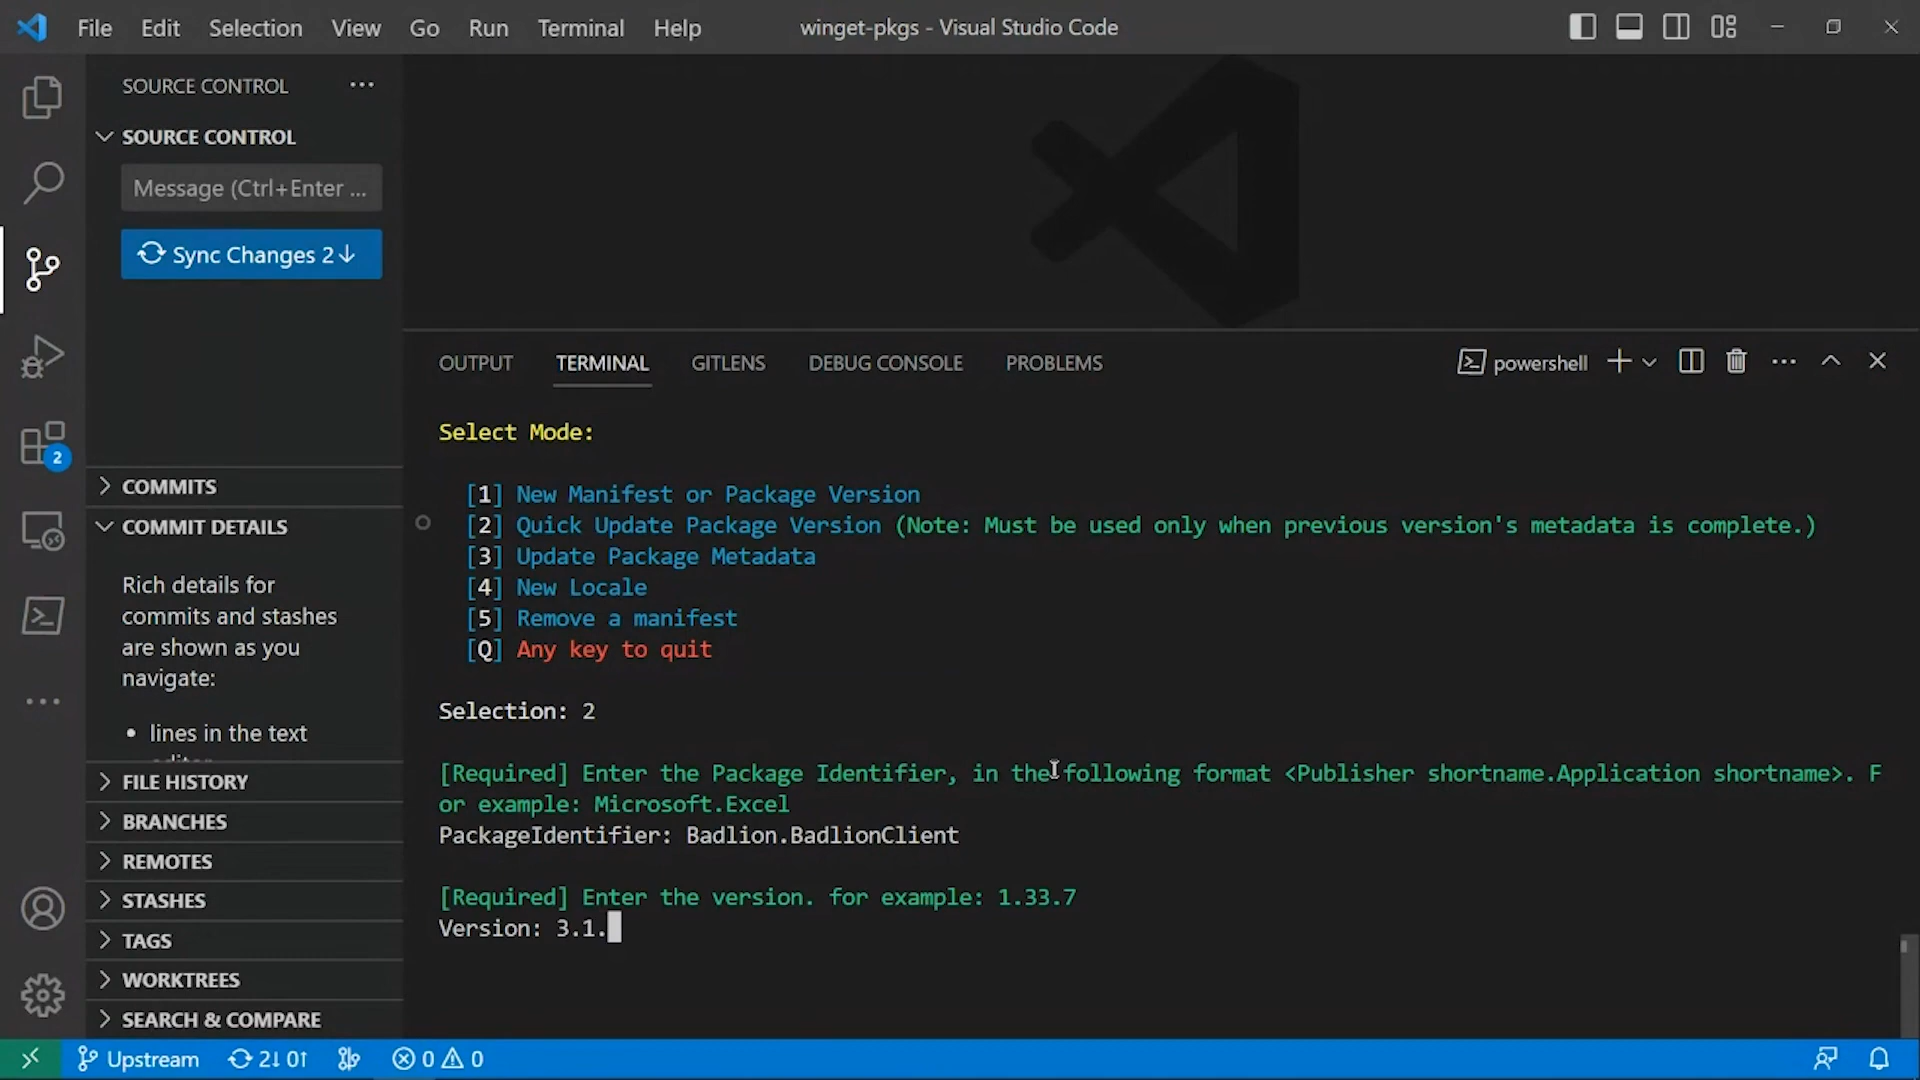 File Edit Selection View Go Run Terminal Help
winget-pkgs - Visual Studio Code
SOURCE CONTROL ···
SOURCE CONTROL
Message (Ctrl+Enter ...
Sync Changes 2↓
2
COMMITS
COMMIT DETAILS
Rich details for
commits and stashes
are shown as you
navigate:
• lines in the text
FILE HISTORY
BRANCHES
REMOTES
STASHES
TAGS
WORKTREES
SEARCH & COMPARE
OUTPUT TERMINAL GITLENS DEBUG CONSOLE PROBLEMS
powershell
Select Mode:
[1] New Manifest or Package Version
[2] Quick Update Package Version (Note: Must be used only when previous version's metadata is complete.)
[3] Update Package Metadata
[4] New Locale
[5] Remove a manifest
[Q] Any key to quit
Selection: 2
[Required] Enter the Package Identifier, in the following format <Publisher shortname.Application shortname>. F
or example: Microsoft.Excel
PackageIdentifier: Badlion.BadlionClient
[Required] Enter the version. for example: 1.33.7
Version: 3.1.
Upstream 2↓ 0↑ 0 0